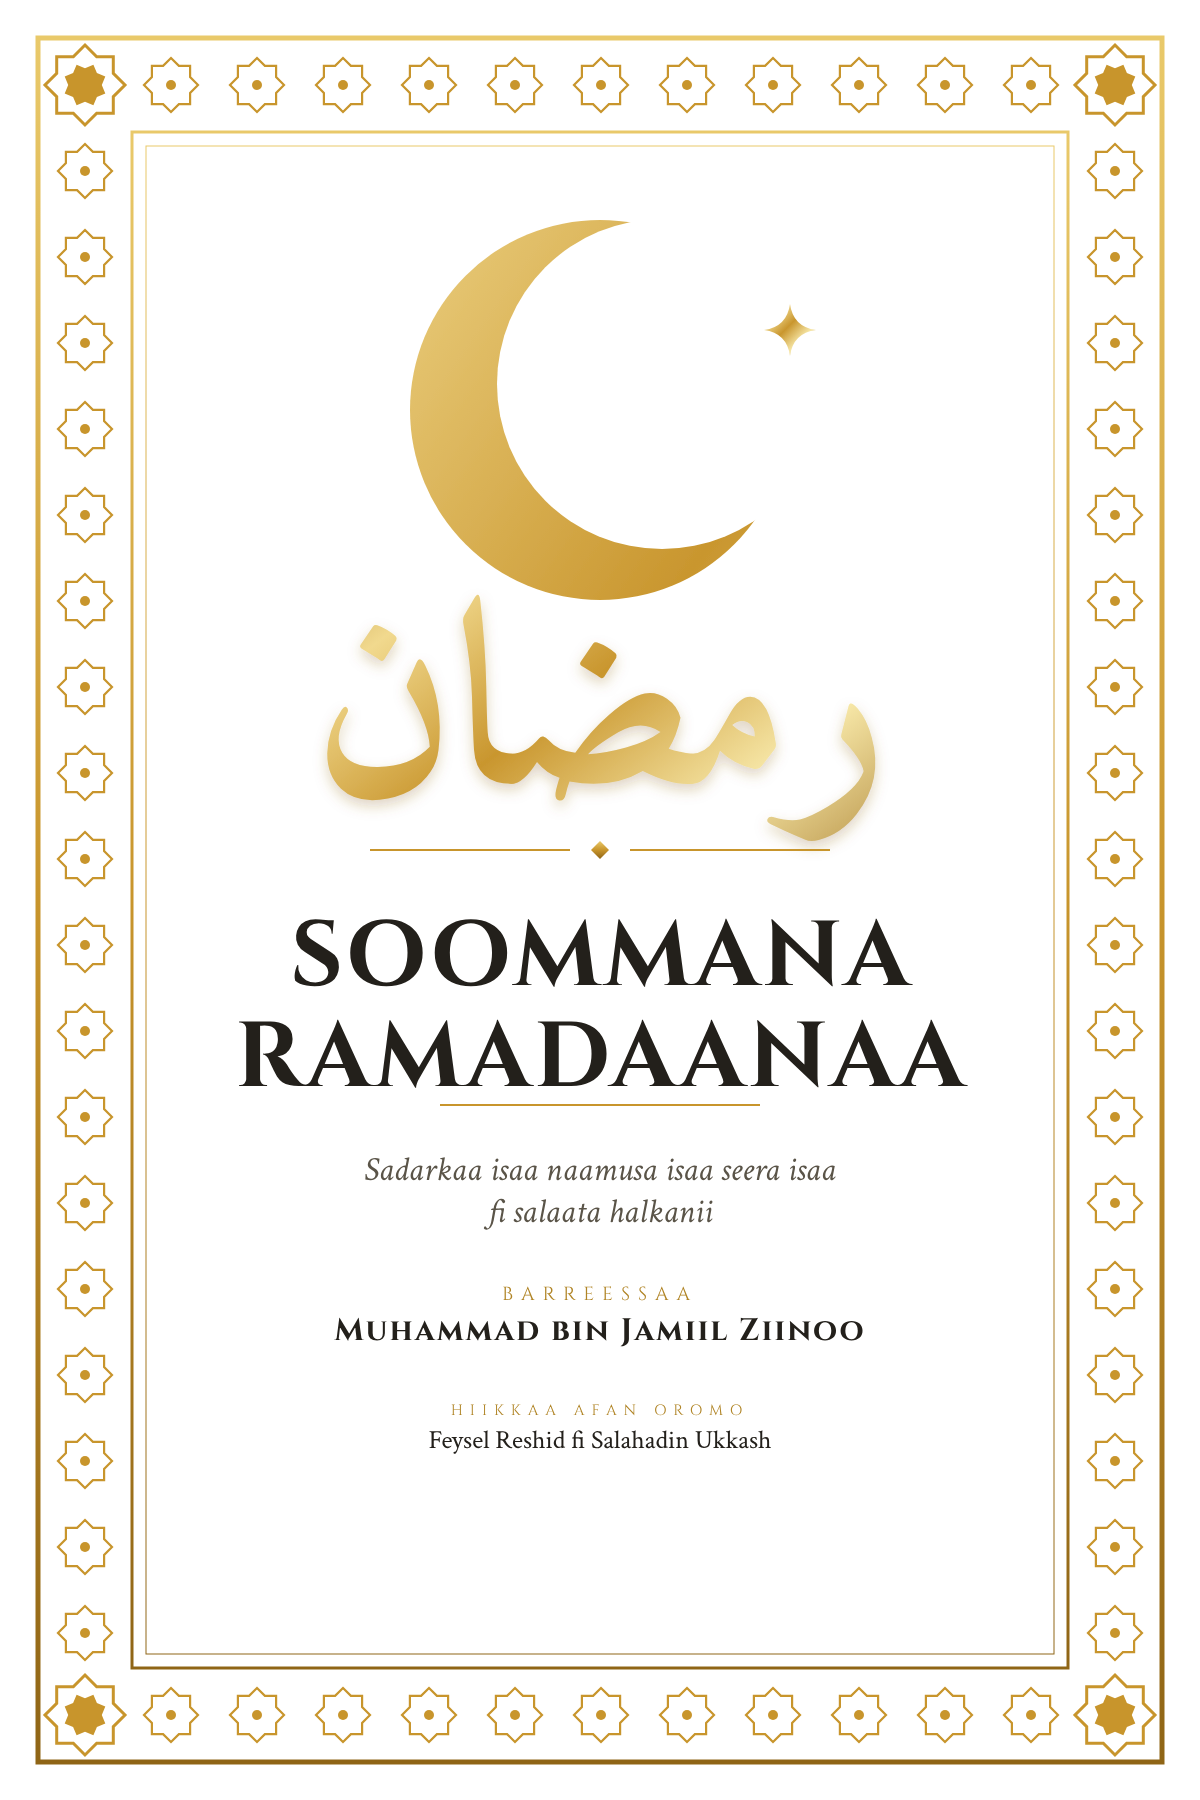 رمضان
SOOMMANA
RAMADAANAA
Sadarkaa isaa naamusa isaa seera isaa
fi salaata halkanii
BARREESSAA
Muhammad bin Jamiil Ziinoo
HIIKKAA AFAN OROMO
Feysel Reshid fi Salahadin Ukkash